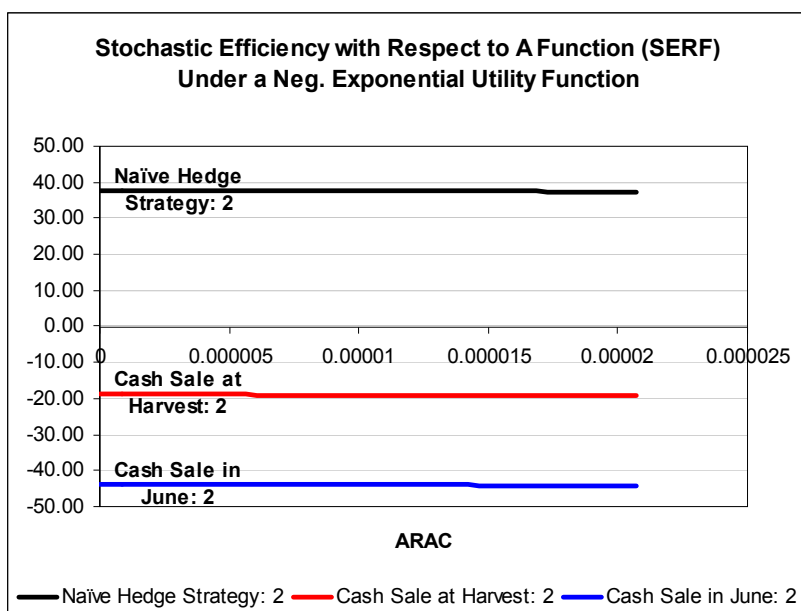 Stochastic Efficiency with Respect to A Function (SERF)
Under a Neg. Exponential Utility Function
50.00
40.00
30.00
20.00
10.00
0.00
-10.00
-20.00
-30.00
-40.00
-50.00
Naïve Hedge
Strategy: 2
0 0.000005 0.00001 0.000015 0.00002 0.000025
Cash Sale at
Harvest: 2
Cash Sale in
June: 2
ARAC
Naïve Hedge Strategy: 2 Cash Sale at Harvest: 2 Cash Sale in June: 2